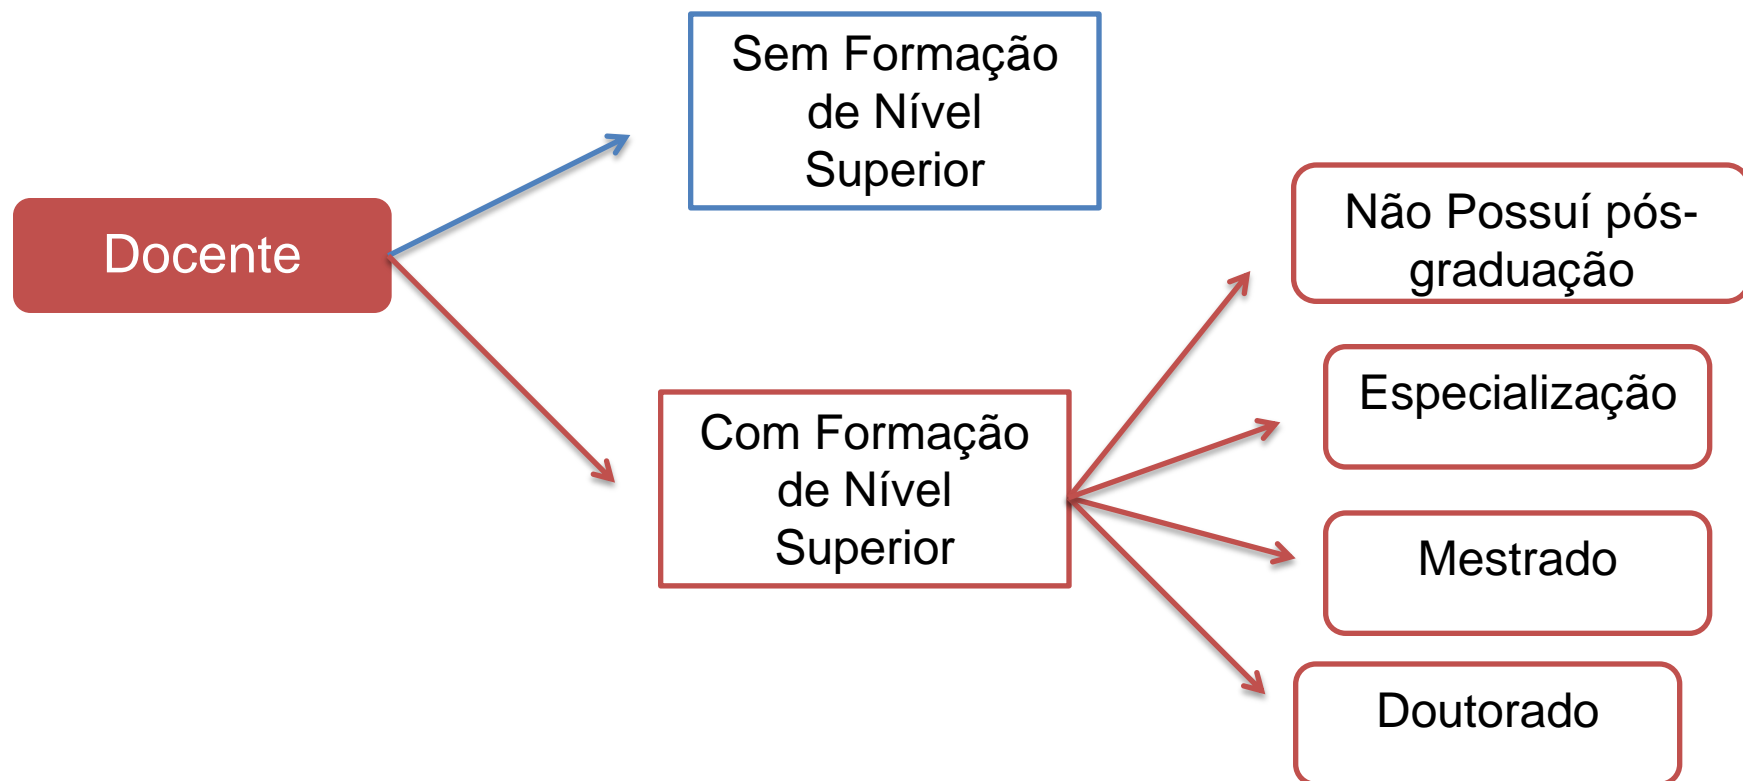 Docente
Sem Formação
de Nível
Superior
Com Formação
de Nível
Superior
Não Possuí pós-
graduação
Especialização
Mestrado
Doutorado